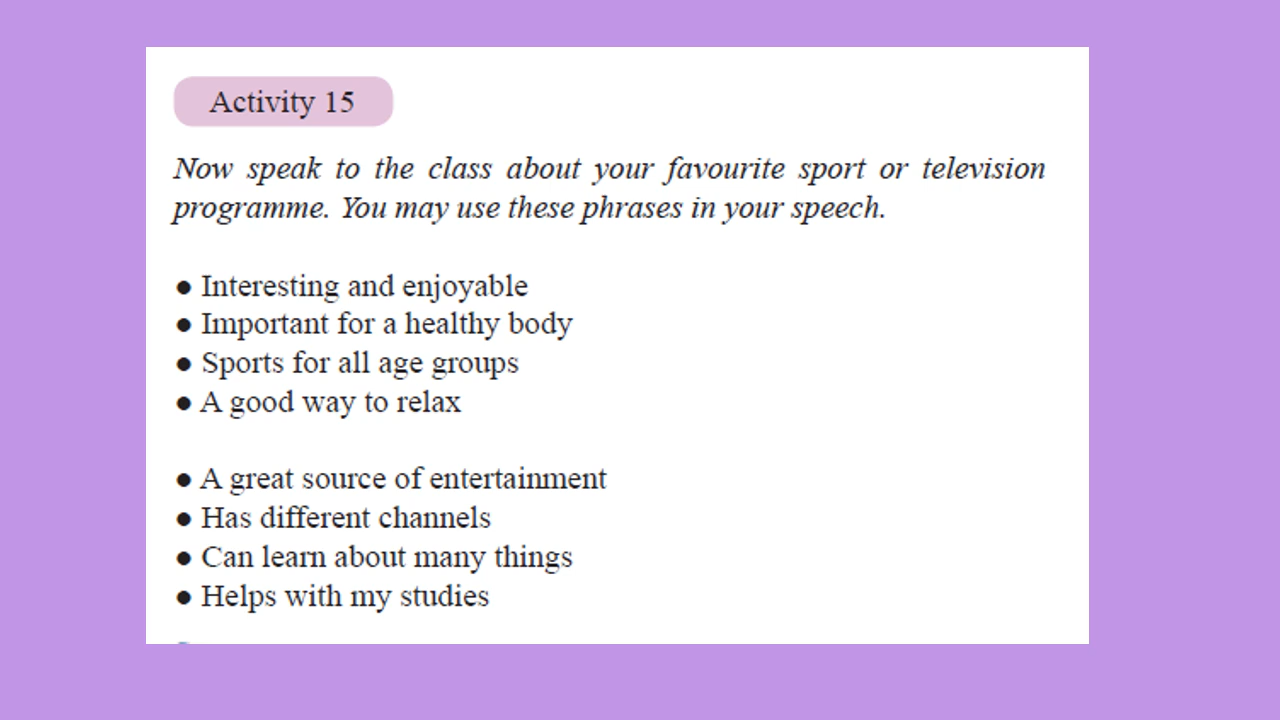 Activity 15
Now speak to the class about your favourite sport or television
programme. You may use these phrases in your speech.
● Interesting and enjoyable
● Important for a healthy body
● Sports for all age groups
● A good way to relax
● A great source of entertainment
● Has different channels
● Can learn about many things
● Helps with my studies